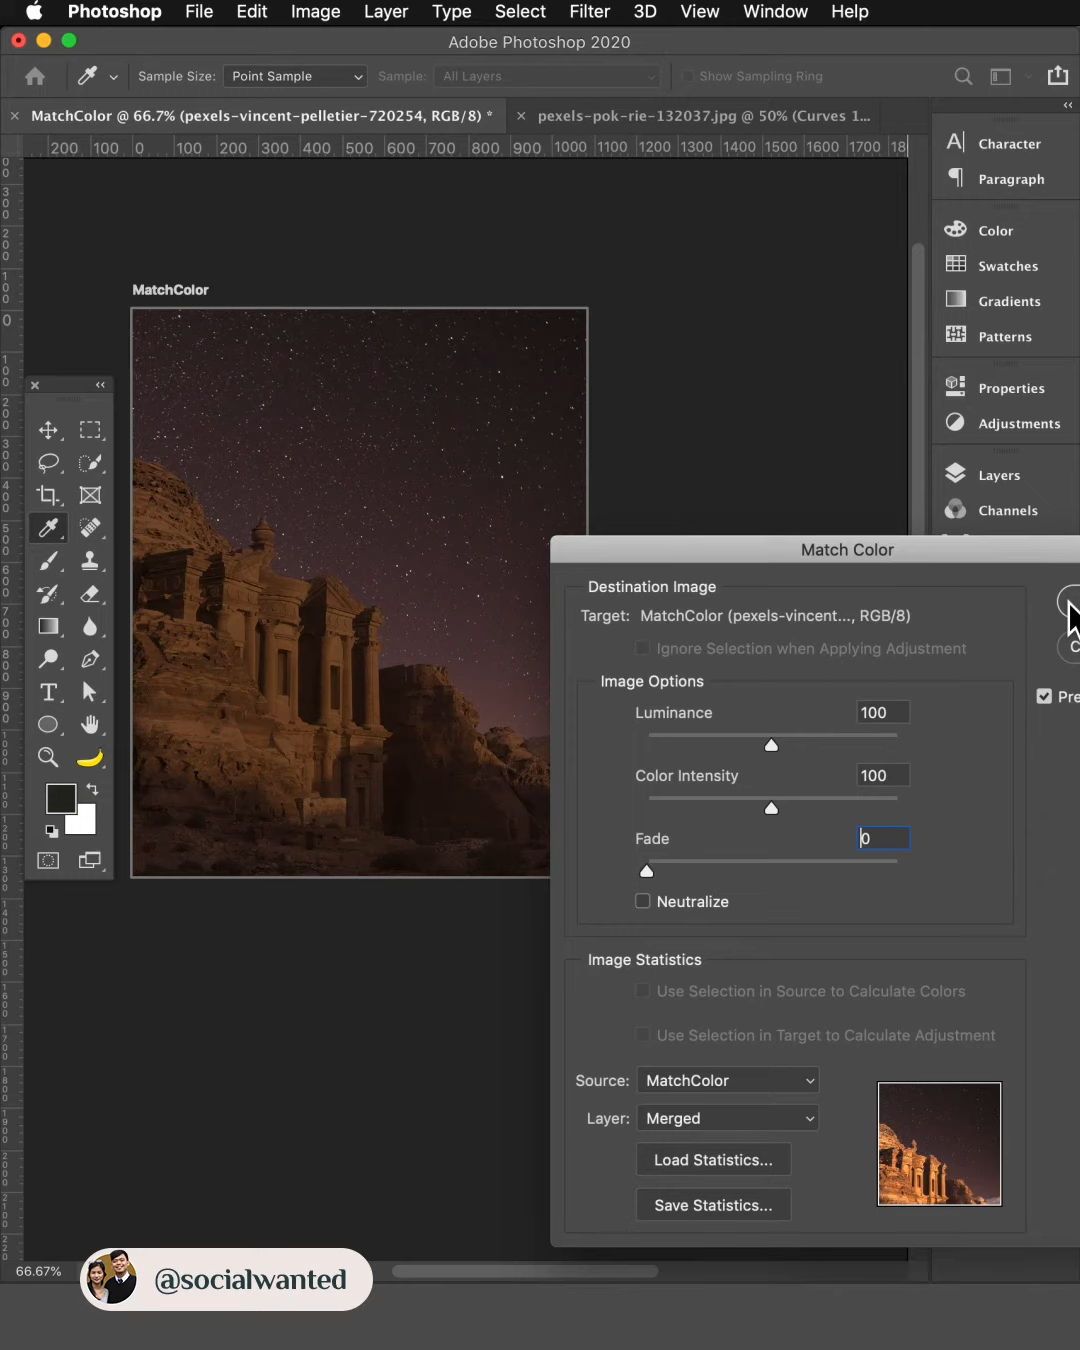 Photoshop File Edit Image Layer Type Select Filter 3D View Window Help
Adobe Photoshop 2020
Sample Size: Point Sample Sample: All Layers Show Sampling Ring
MatchColor @ 66.7% (pexels-vincent-pelletier-720254, RGB/8) * pexels-pok-rie-132037.jpg @ 50% (Curves 1...
200 100 0 100 200 300 400 500 600 700 800 900 1000 1100 1200 1300 1400 1500 1600 1700 18
Character
Paragraph
Color
Swatches
Gradients
Patterns
Properties
Adjustments
Layers
Channels
MatchColor
Match Color
Destination Image
Target: MatchColor (pexels-vincent..., RGB/8)
Ignore Selection when Applying Adjustment
Image Options
Luminance 100
Color Intensity 100
Pre
Fade 0
Neutralize
Image Statistics
Use Selection in Source to Calculate Colors
Use Selection in Target to Calculate Adjustment
Source: MatchColor
Layer: Merged
Load Statistics...
Save Statistics...
66.67%
@socialwanted